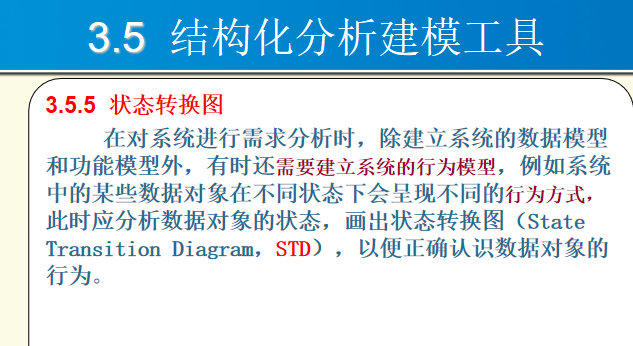 3.5 结构化分析建模工具
3.5.5 状态转换图
在对系统进行需求分析时，除建立系统的数据模型
和功能模型外，有时还需要建立系统的行为模型，例如系统
中的某些数据对象在不同状态下会呈现不同的行为方式，
此时应分析数据对象的状态，画出状态转换图（State
Transition Diagram，STD），以便正确认识数据对象的
行为。